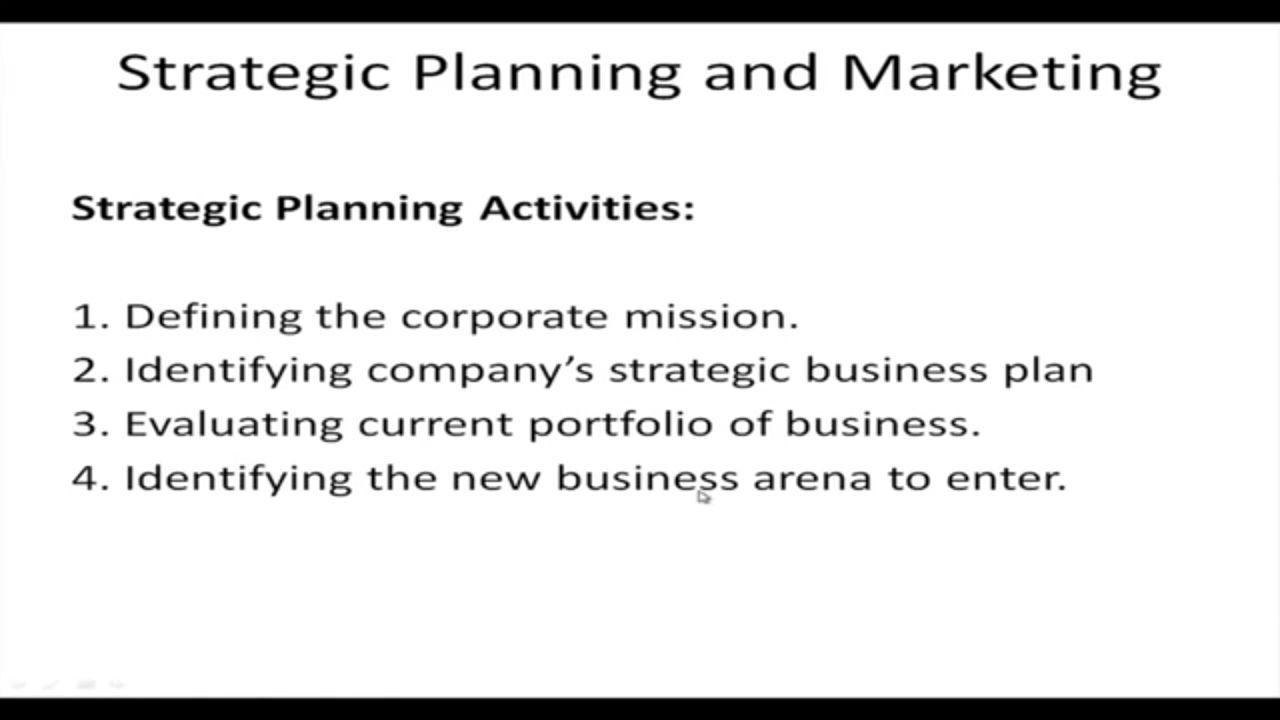 Strategic Planning and Marketing
Strategic Planning Activities:
1. Defining the corporate mission.
2. Identifying company’s strategic business plan
3. Evaluating current portfolio of business.
4. Identifying the new business arena to enter.